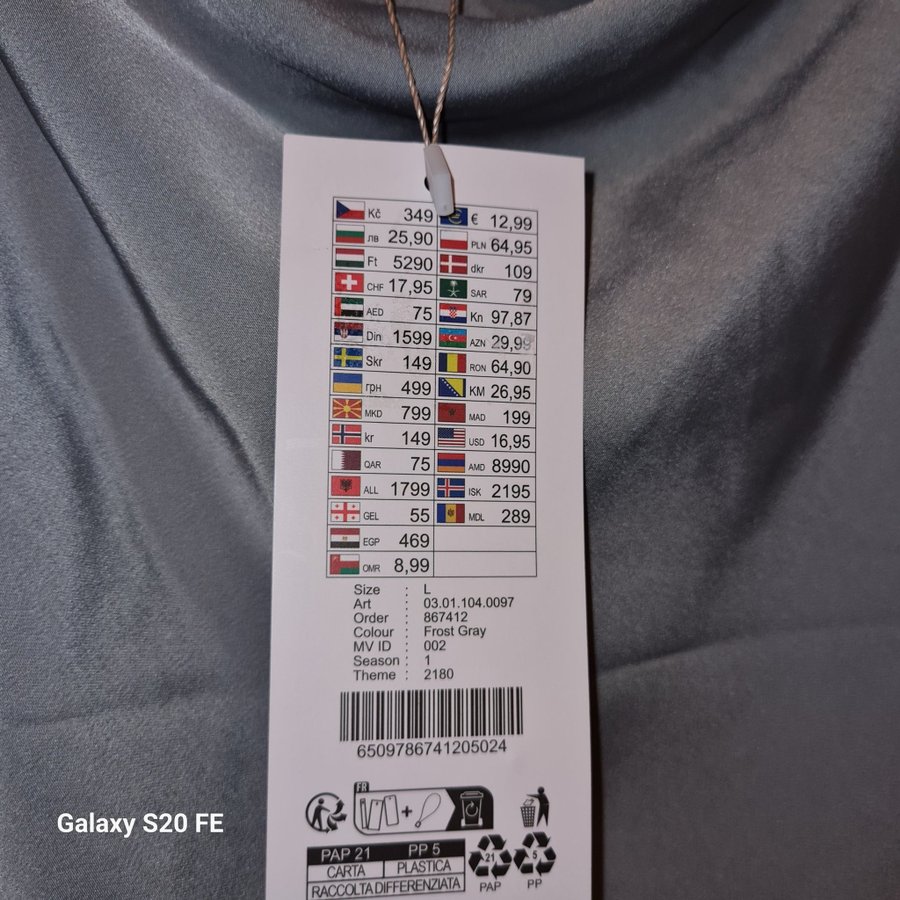 Kč 349 € 12,99
лв 25,90 PLN 64,95
Ft 5290 dkr 109
CHF 17,95 SAR 79
AED 75 Kn 97,87
Din 1599 AZN 29,99
Skr 149 RON 64,90
грн 499 KM 26,95
MKD 799 MAD 199
kr 149 USD 16,95
QAR 75 AMD 8990
ALL 1799 ISK 2195
GEL 55 MDL 289
EGP 469
OMR 8,99
Size : L
Art : 03.01.104.0097
Order : 867412
Colour : Frost Gray
MV ID : 002
Season : 1
Theme : 2180
6509786741205024
FR
+
Galaxy S20 FE
PAP 21 PP 5
CARTA PLASTICA
RACCOLTA DIFFERENZIATA
21 5
PAP PP